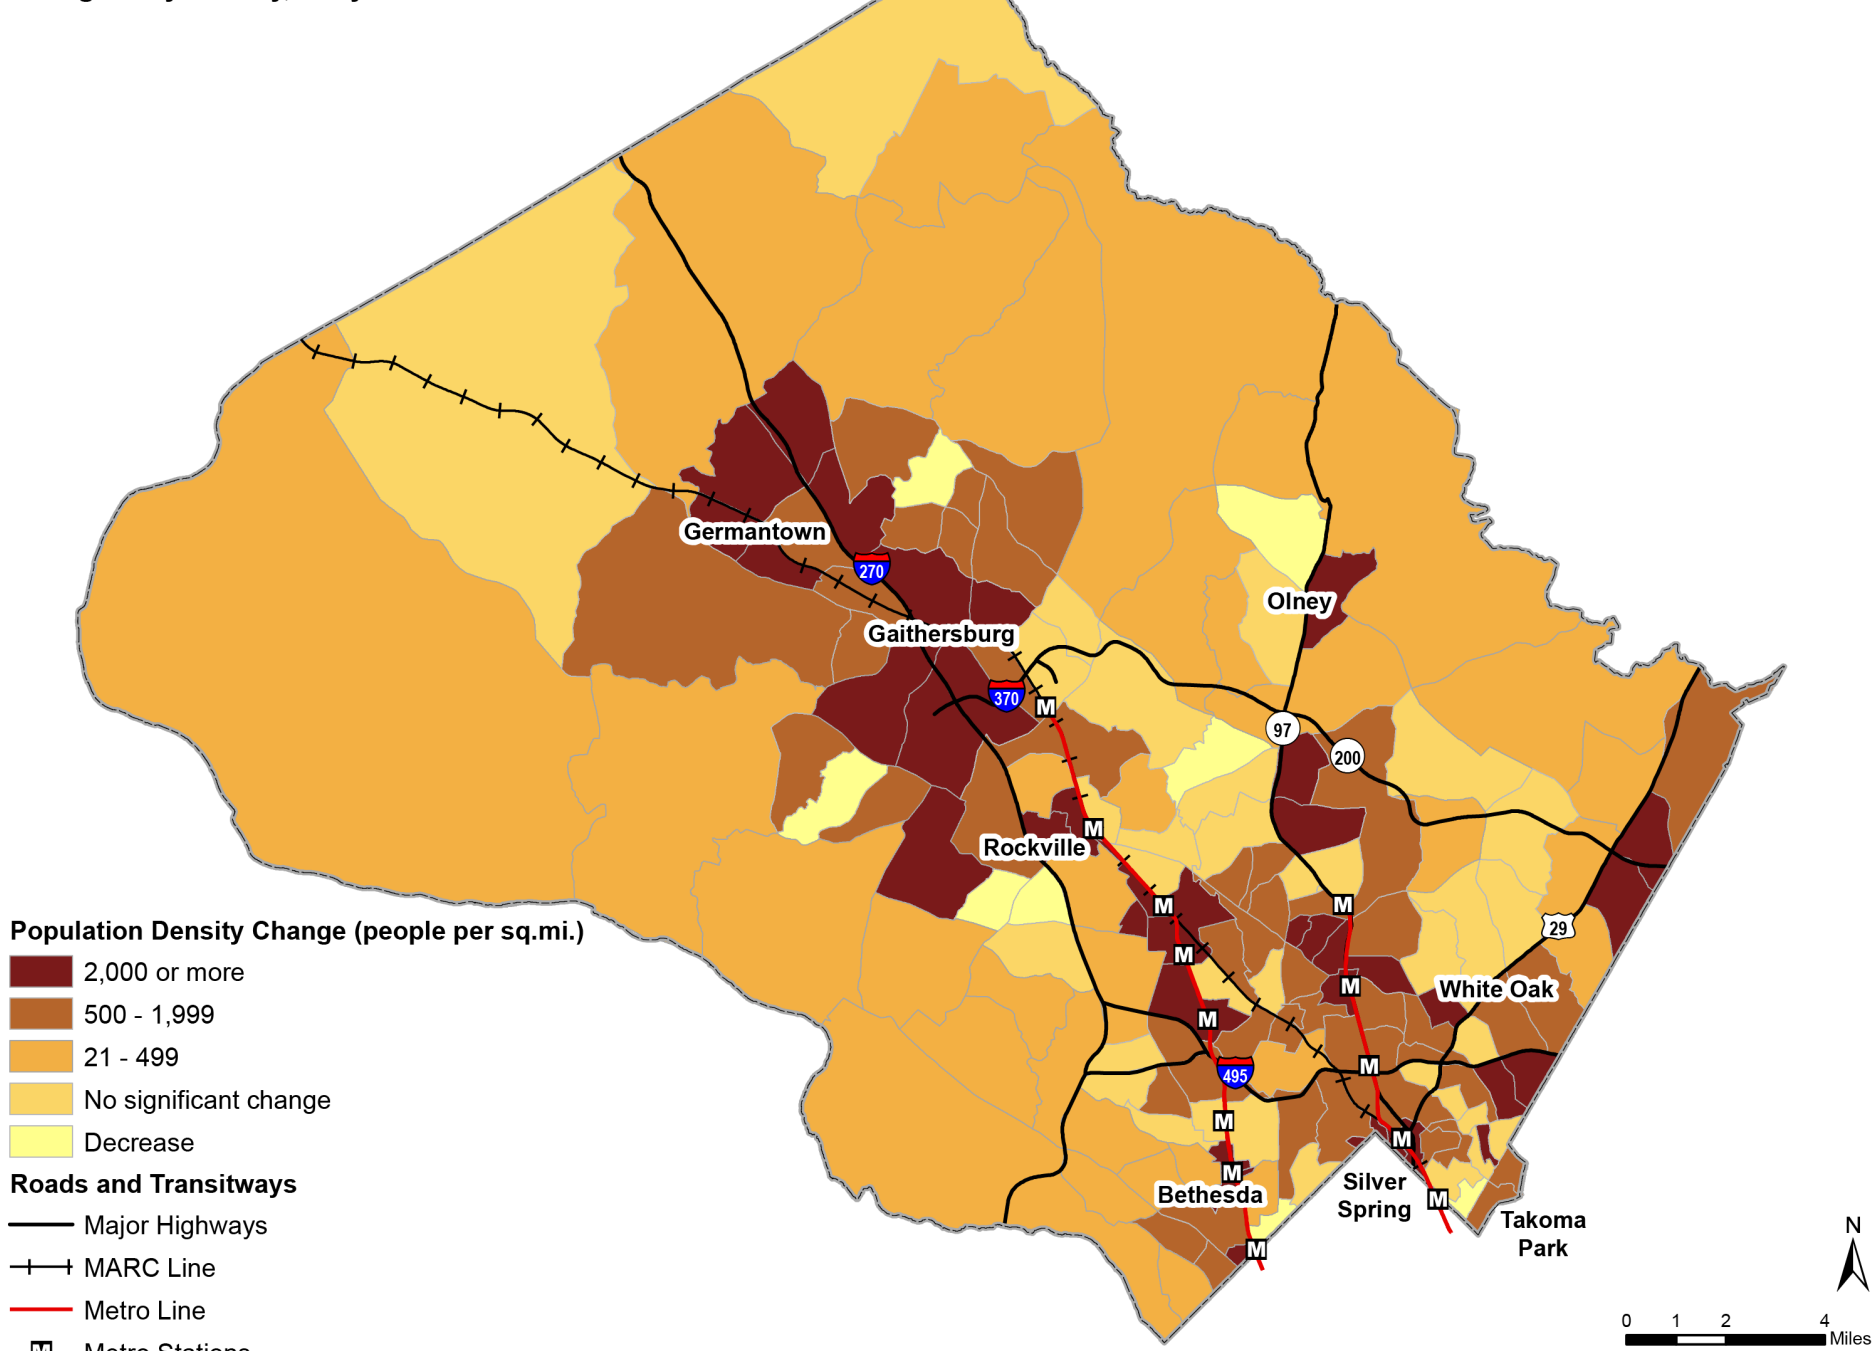 Germantown
270
Gaithersburg
Olney
370
M
97
200
Rockville
M
M
M
29
M
M
White Oak
M
M
495
M
M
M
M
Bethesda
Silver
Spring
M
Takoma
Park
M
Population Density Change (people per sq.mi.)
2,000 or more
500 - 1,999
21 - 499
No significant change
Decrease
Roads and Transitways
Major Highways
MARC Line
Metro Line
M Metro Stations
N
0 1 2 4
Miles